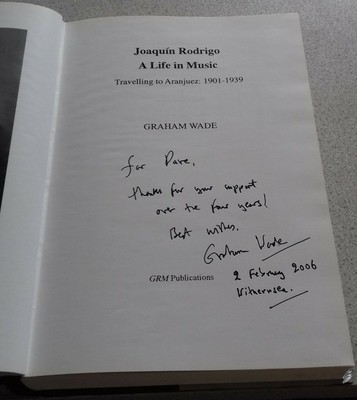 Joaquín Rodrigo
A Life in Music
Travelling to Aranjuez: 1901-1939
GRAHAM WADE
for Dave,
thanks for your support
over the four years!
Best wishes,
Graham Wade
GRM Publications
2 February 2006
Withernsea.